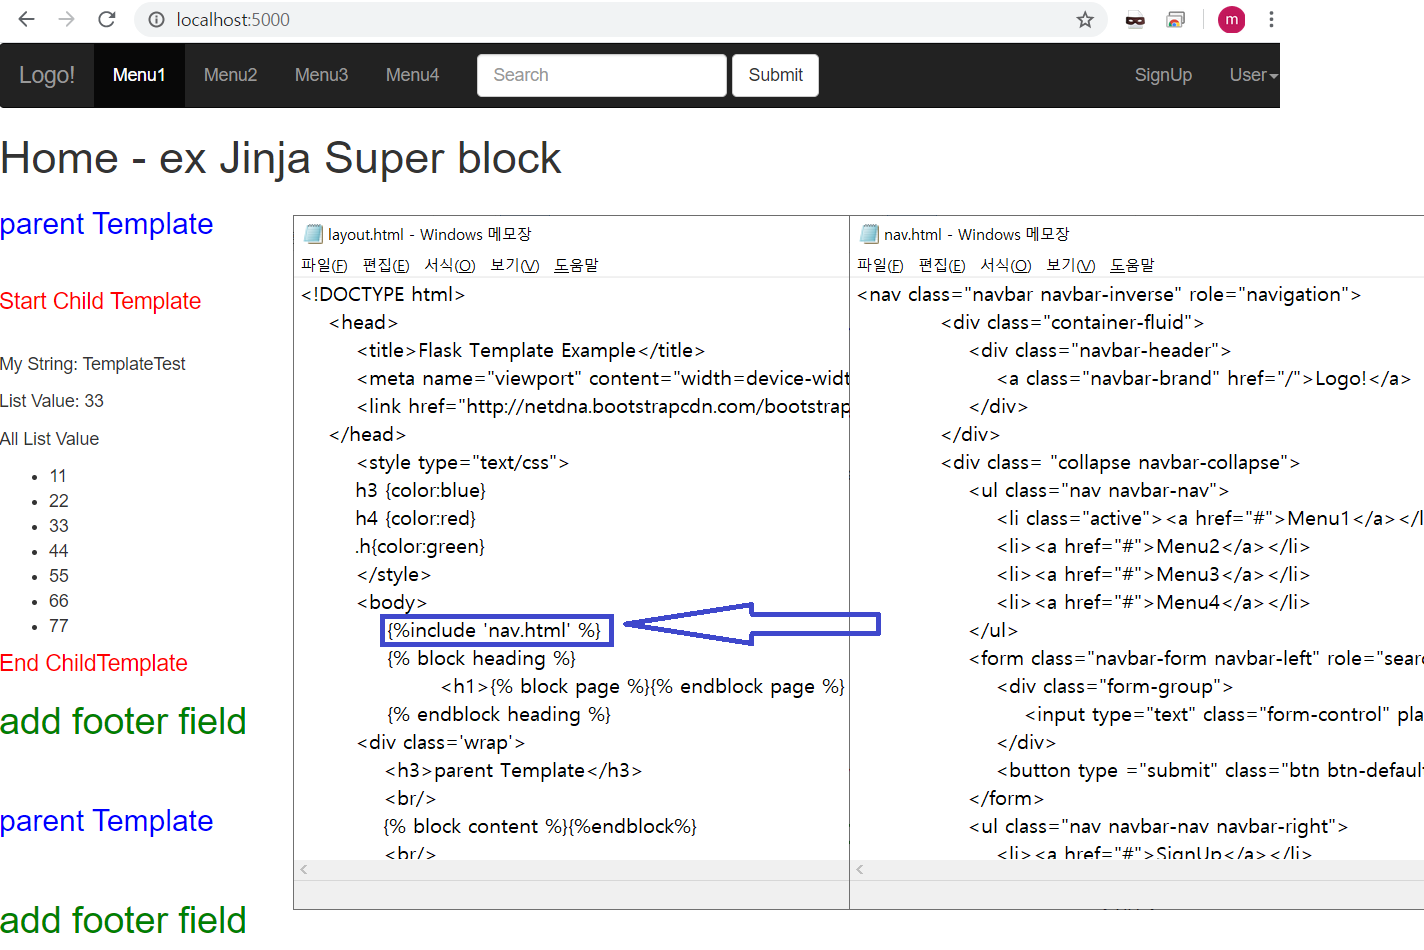 localhost:5000
m
Logo! Menu1 Menu2 Menu3 Menu4 Search Submit SignUp User
Home - ex Jinja Super block
parent Template
Start Child Template
My String: TemplateTest
List Value: 33
All List Value
11
22
33
44
55
66
77
End ChildTemplate
add footer field
parent Template
add footer field
layout.html - Windows 메모장
파일(F) 편집(E) 서식(O) 보기(V) 도움말
<!DOCTYPE html>
<head>
<title>Flask Template Example</title>
<meta name="viewport" content="width=device-widt
<link href="http://netdna.bootstrapcdn.com/bootstrap
</head>
<style type="text/css">
h3 {color:blue}
h4 {color:red}
.h{color:green}
</style>
<body>
{%include 'nav.html' %}
{% block heading %}
<h1>{% block page %}{% endblock page %}
{% endblock heading %}
<div class='wrap'>
<h3>parent Template</h3>
<br/>
{% block content %}{%endblock%}
<br/>
nav.html - Windows 메모장
파일(F) 편집(E) 서식(O) 보기(V) 도움말
<nav class="navbar navbar-inverse" role="navigation">
<div class="container-fluid">
<div class="navbar-header">
<a class="navbar-brand" href="/">Logo!</a>
</div>
</div>
<div class= "collapse navbar-collapse">
<ul class="nav navbar-nav">
<li class="active"><a href="#">Menu1</a></l
<li><a href="#">Menu2</a></li>
<li><a href="#">Menu3</a></li>
<li><a href="#">Menu4</a></li>
</ul>
<form class="navbar-form navbar-left" role="sear
<div class="form-group">
<input type="text" class="form-control" pla
</div>
<button type ="submit" class="btn btn-default
</form>
<ul class="nav navbar-nav navbar-right">
<li><a href="#">SignUp</a></li>